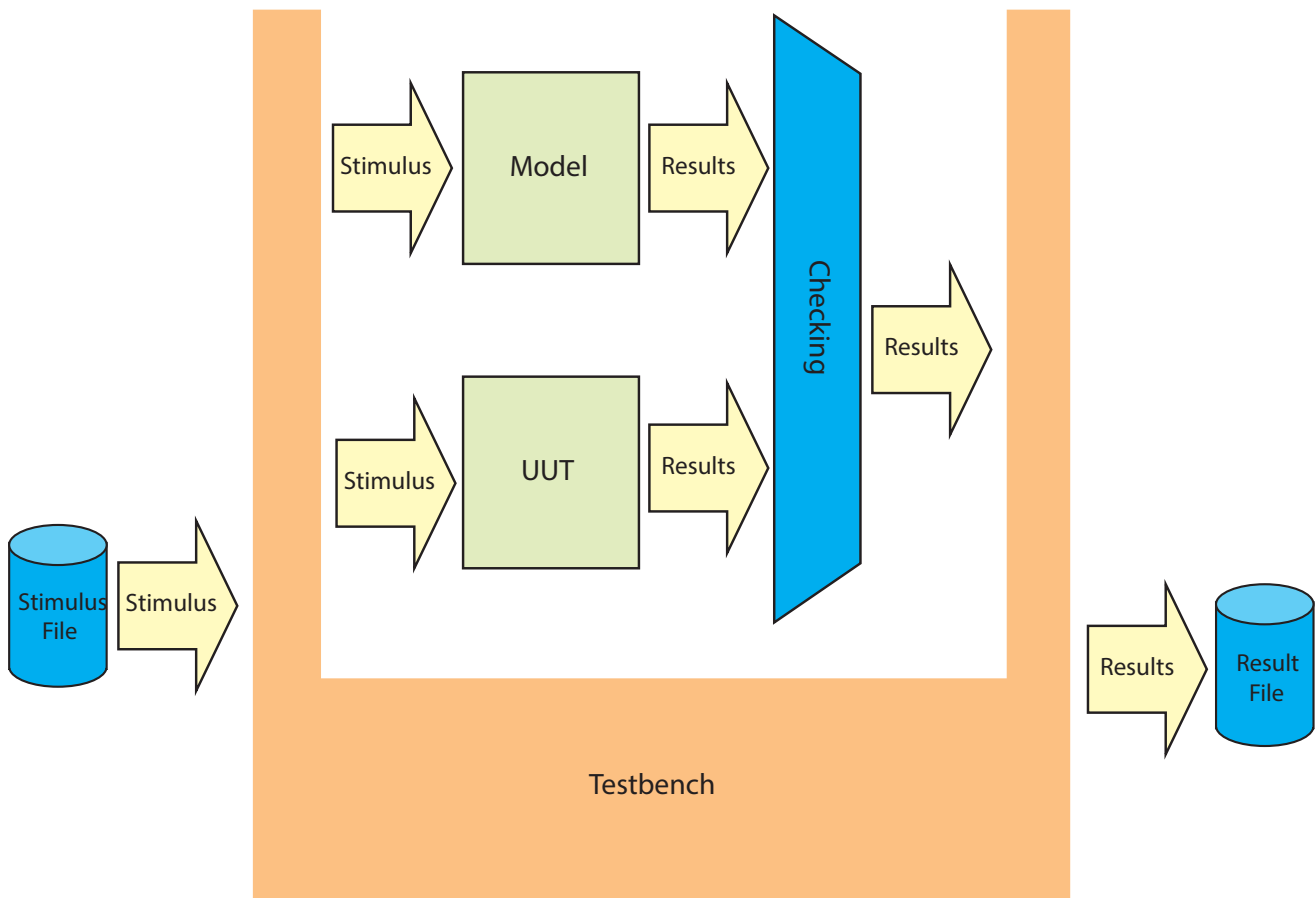 Stimulus
Model
Results
Checking
Results
Stimulus
UUT
Results
Stimulus
File
Stimulus
Results
Result
File
Testbench